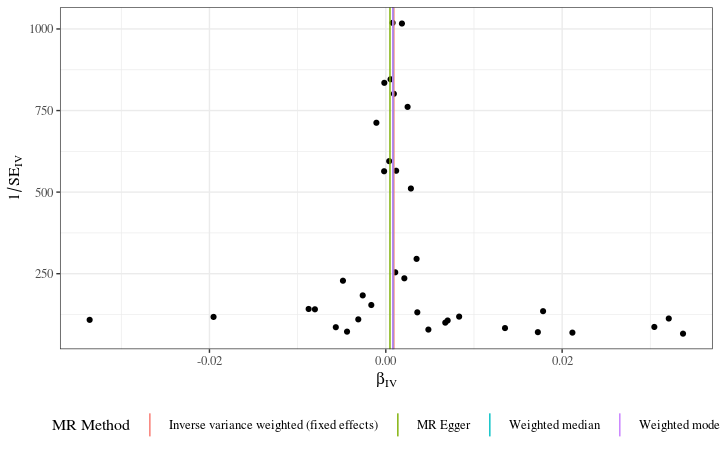 1000
750
500
250
1/SE_IV
-0.02
0.00
0.02
β_IV
MR Method
Inverse variance weighted (fixed effects)
MR Egger
Weighted median
Weighted mode